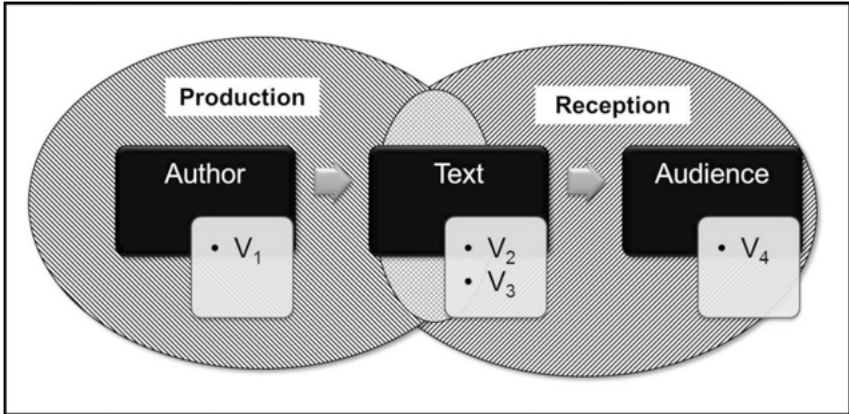 Production
Reception
Author
Text
Audience
• V₁
• V₂
• V₃
• V₄